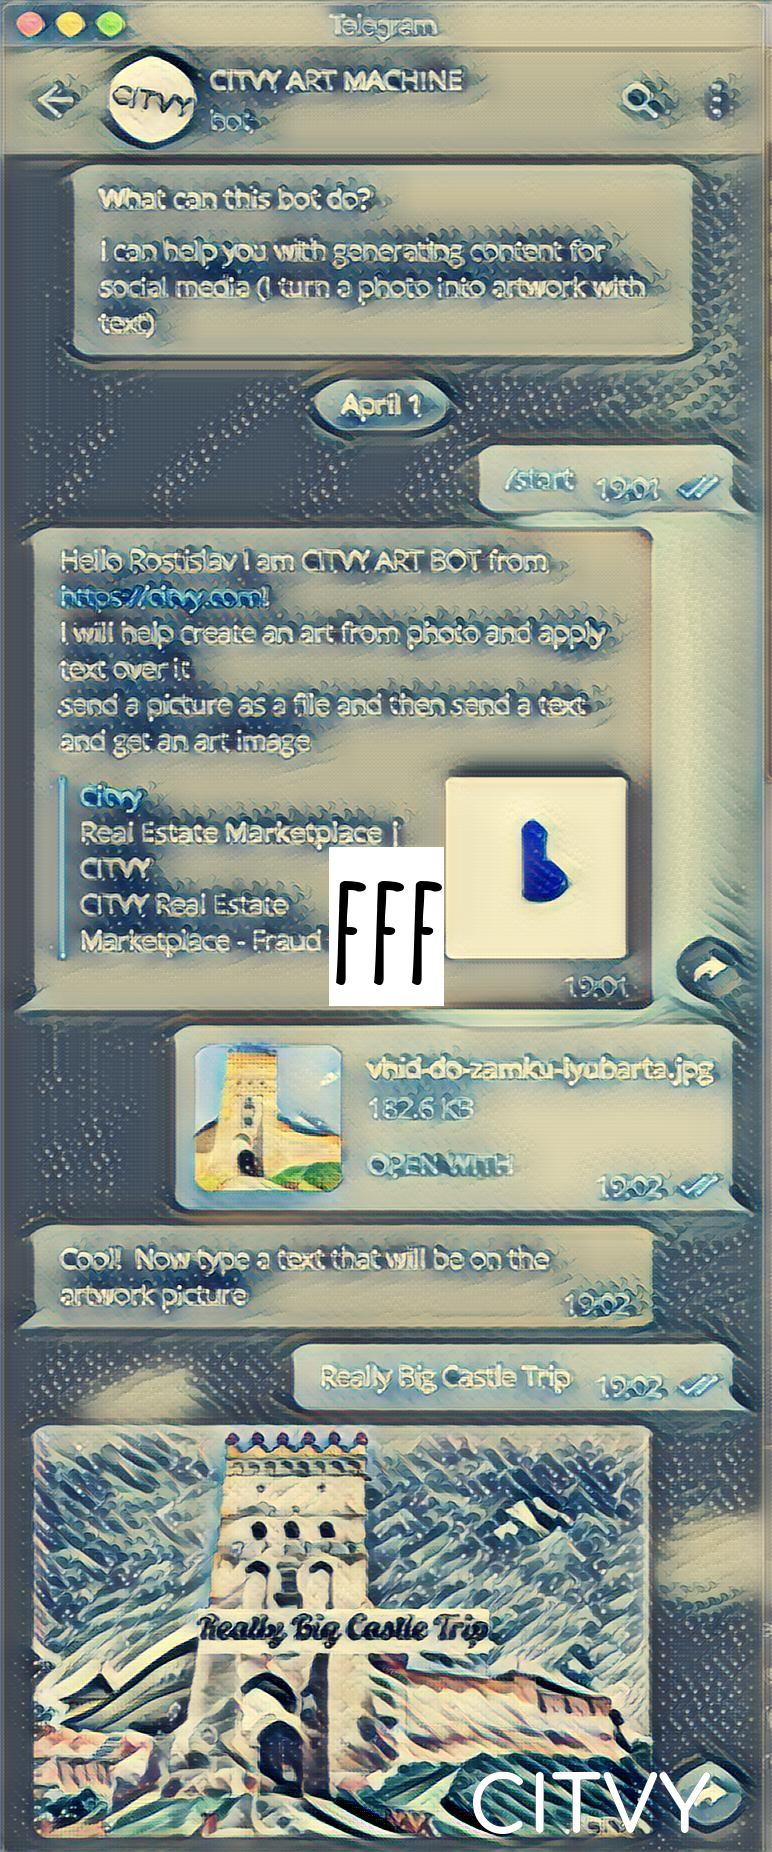 Telegram
CITVY
CITVY ART MACHINE
bot
What can this bot do?
I can help you with generating content for
social media (I turn a photo into artwork with
text)
April 1
/start 19:01
Hello Rostislav I am CITVY ART BOT from
https://citvy.com!
I will help create an art from photo and apply
text over it
send a picture as a file and then send a text
and get an art image
Citvy
Real Estate Marketplace |
CITVY
CITVY Real Estate
Marketplace - Fraud
FFF
19:01
vhid-do-zamku-lyubarta.jpg
182.6 KB
OPEN WITH
19:02
Cool! Now type a text that will be on the
artwork picture
19:02
Really Big Castle Trip 19:02
Really Big Castle Trip
CITVY